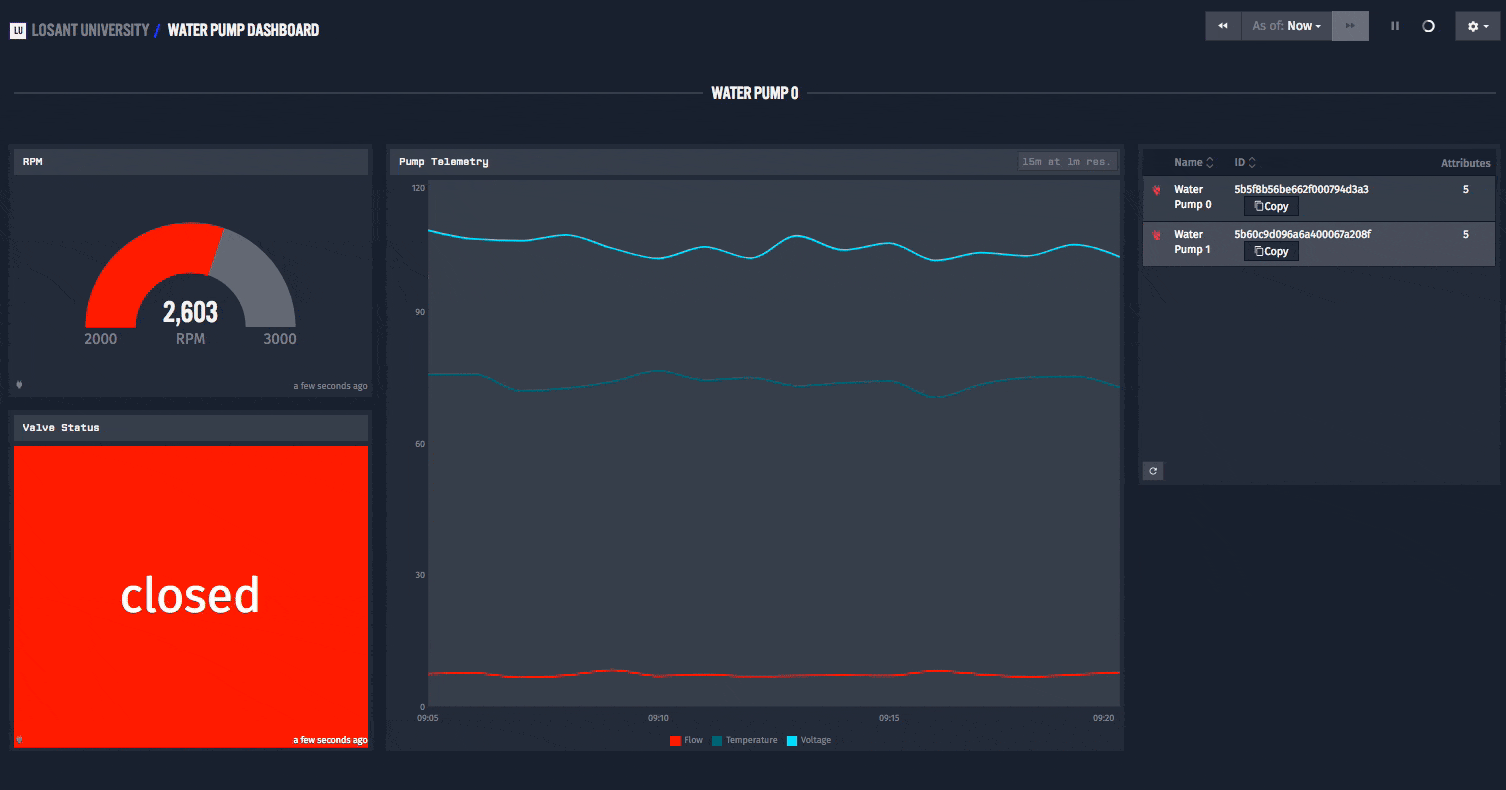 LU LOSANT UNIVERSITY / WATER PUMP DASHBOARD
As of: Now
WATER PUMP 0
RPM
2,603
2000 RPM 3000
a few seconds ago
Valve Status
closed
a few seconds ago
Pump Telemetry 15m at 1m res.
120
90
60
30
0
09:05 09:10 09:15 09:20
Flow Temperature Voltage
Name ID Attributes
Water Pump 0 5b5f8b56be662f000794d3a3 5
Copy
Water Pump 1 5b60c9d096a6a400067a208f 5
Copy